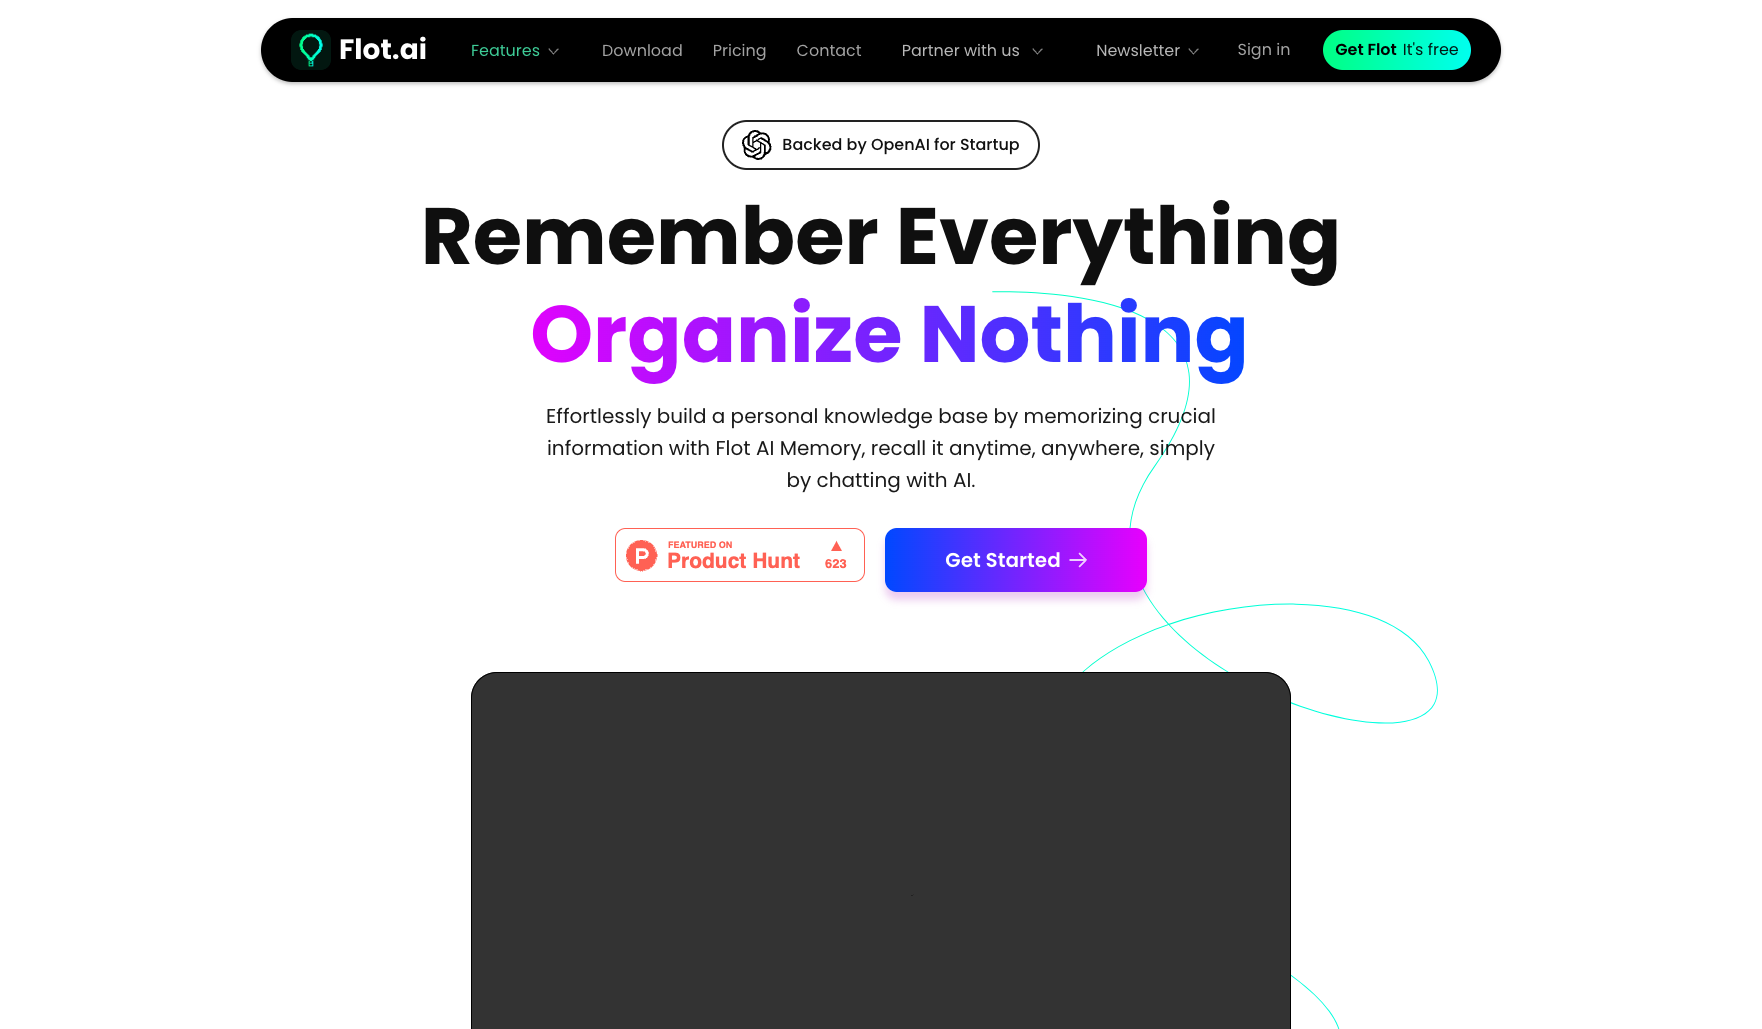 Flot.ai
Features
Download
Pricing
Contact
Partner with us
Newsletter
Sign in
Get Flot It's free
Backed by OpenAI for Startup
Remember Everything
Organize Nothing
Effortlessly build a personal knowledge base by memorizing crucial
information with Flot AI Memory, recall it anytime, anywhere, simply
by chatting with AI.
FEATURED ON
Product Hunt
623
Get Started →